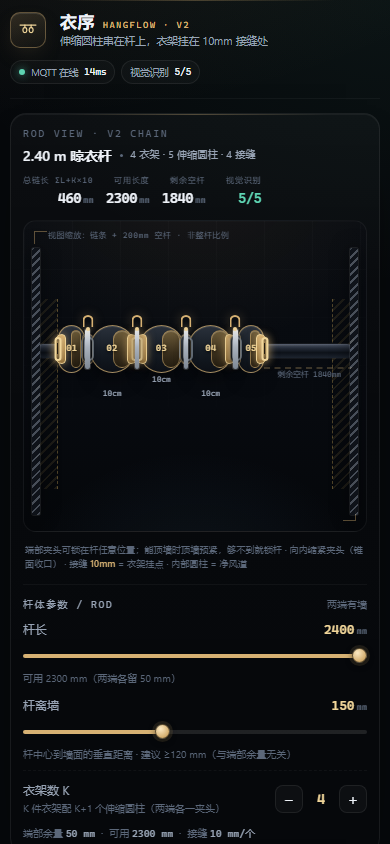 衣序 HANGFLOW · V2
伸缩圆柱串在杆上，衣架挂在 10mm 接缝处
MQTT 在线 14ms 视觉识别 5/5
ROD VIEW · V2 CHAIN
2.40 m 晾衣杆 · 4 衣架 · 5 伸缩圆柱 · 4 接缝
总链长 ΣL+K×10 可用长度 剩余空杆 视觉识别
460 mm 2300 mm 1840 mm 5/5
视图缩放: 链条 + 200mm 空杆 · 非整杆比例
01 02 03 04 05
10cm
10cm 10cm
剩余空杆 1840mm
端部夹头可锁在杆任意位置; 能顶墙时顶墙预紧，够不到就锁杆 · 向内缩紧夹头（锥
面收口）· 接缝 10mm = 衣架挂点 · 内部圆柱 = 净风道
杆体参数 / ROD 两端有墙
杆长 2400 mm
可用 2300 mm（两端各留 50 mm）
杆离墙 150 mm
杆中心到墙面的垂直距离 · 建议 ≥120 mm（与端部余量无关）
衣架数 K − 4 +
K 件衣架配 K+1 个伸缩圆柱（两端各一夹头）
端部余量 50 mm · 可用 2300 mm · 接缝 10 mm/个